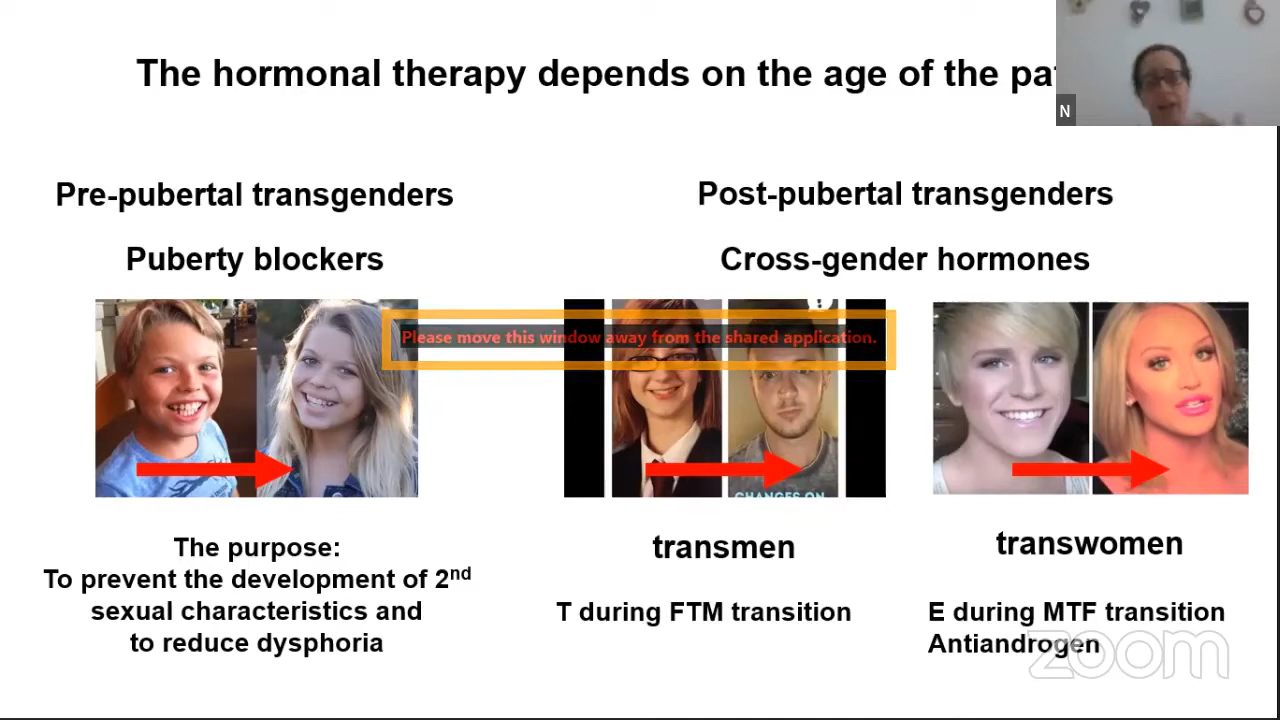 The hormonal therapy depends on the age of the
N
Pre-pubertal transgenders
Post-pubertal transgenders
Puberty blockers
Cross-gender hormones
Please move this window away from the shared application.
CHANGES ON
The purpose:
To prevent the development of 2nd
sexual characteristics and
to reduce dysphoria
transmen
T during FTM transition
transwomen
E during MTF transition
Antiandrogen
zoom